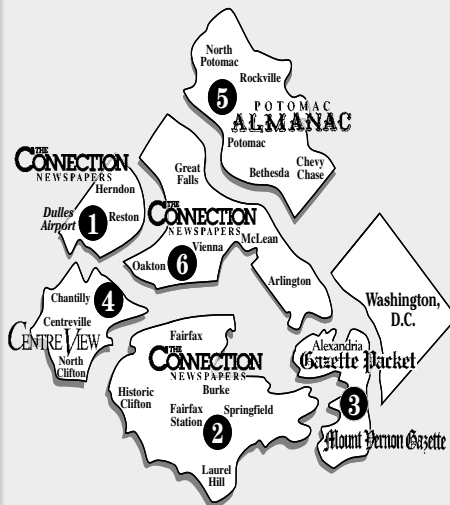 North
Potomac
Rockville
5
POTOMAC
ALMANAC
Potomac
Bethesda
Chevy
Chase
THE
CONNECTION
NEWSPAPERS
Herndon
Dulles
Airport
1
Reston
Great
Falls
THE
CONNECTION
NEWSPAPERS
Vienna
McLean
Oakton
6
Arlington
Chantilly
4
Centreville
CENTREVIEW
North
Clifton
Washington,
D.C.
Fairfax
THE
CONNECTION
NEWSPAPERS
Burke
Historic
Clifton
Fairfax
Station
Springfield
2
Laurel
Hill
Alexandria
Gazette Packet
3
Mount Vernon Gazette